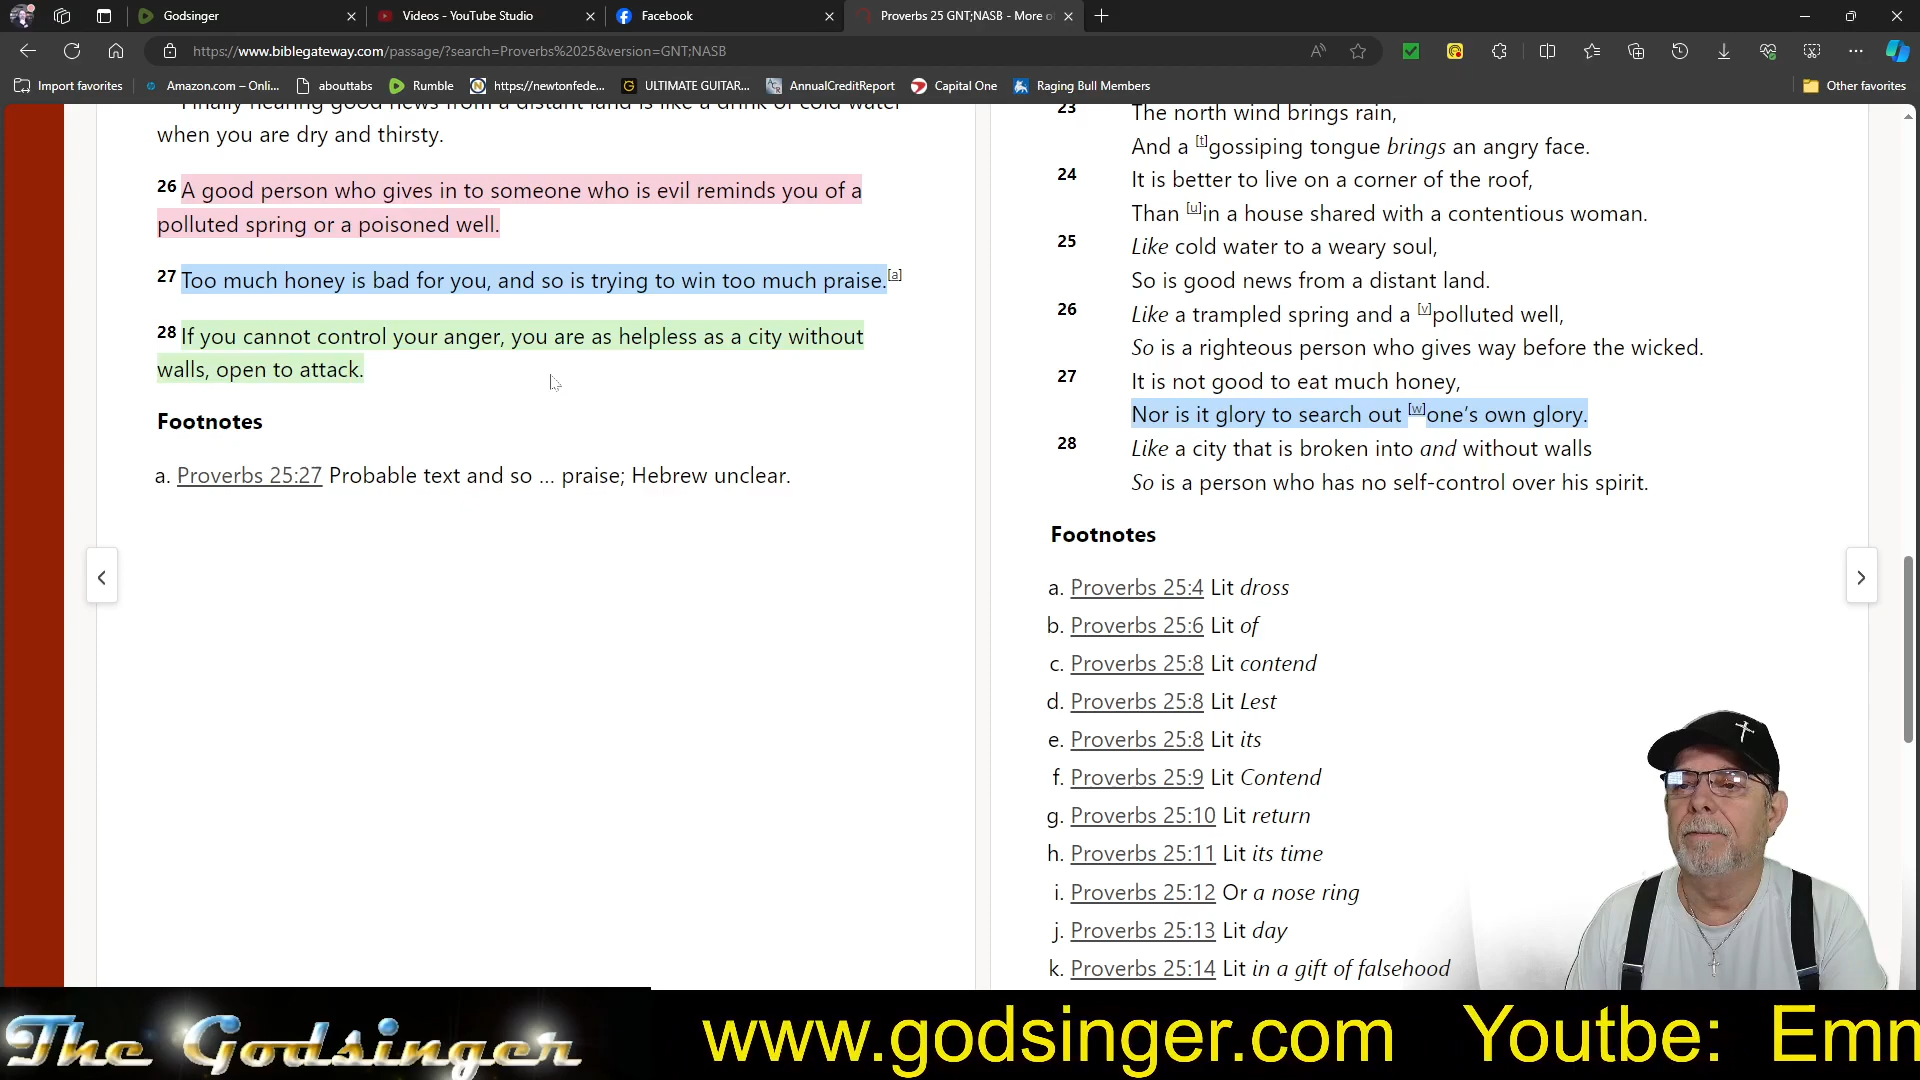 Godsinger
Videos - YouTube Studio
Facebook
Proverbs 25 GNT;NASB - More o
https://www.biblegateway.com/passage/?search=Proverbs%2025&version=GNT;NASB
Import favorites
Amazon.com – Onli...
abouttabs
Rumble
https://newtonfede...
ULTIMATE GUITAR...
AnnualCreditReport
Capital One
Raging Bull Members
Other favorites
Finally hearing good news from a distant land is like a drink of cold water
when you are dry and thirsty.
26 A good person who gives in to someone who is evil reminds you of a
polluted spring or a poisoned well.
27 Too much honey is bad for you, and so is trying to win too much praise.[a]
28 If you cannot control your anger, you are as helpless as a city without
walls, open to attack.
Footnotes
a. Proverbs 25:27 Probable text and so ... praise; Hebrew unclear.
23 The north wind brings rain,
And a [t]gossiping tongue brings an angry face.
24 It is better to live on a corner of the roof,
Than [u]in a house shared with a contentious woman.
25 Like cold water to a weary soul,
So is good news from a distant land.
26 Like a trampled spring and a [v]polluted well,
So is a righteous person who gives way before the wicked.
27 It is not good to eat much honey,
Nor is it glory to search out [w]one's own glory.
28 Like a city that is broken into and without walls
So is a person who has no self-control over his spirit.
Footnotes
a. Proverbs 25:4 Lit dross
b. Proverbs 25:6 Lit of
c. Proverbs 25:8 Lit contend
d. Proverbs 25:8 Lit Lest
e. Proverbs 25:8 Lit its
f. Proverbs 25:9 Lit Contend
g. Proverbs 25:10 Lit return
h. Proverbs 25:11 Lit its time
i. Proverbs 25:12 Or a nose ring
j. Proverbs 25:13 Lit day
k. Proverbs 25:14 Lit in a gift of falsehood
The Godsinger
www.godsinger.com Youtbe: Emm